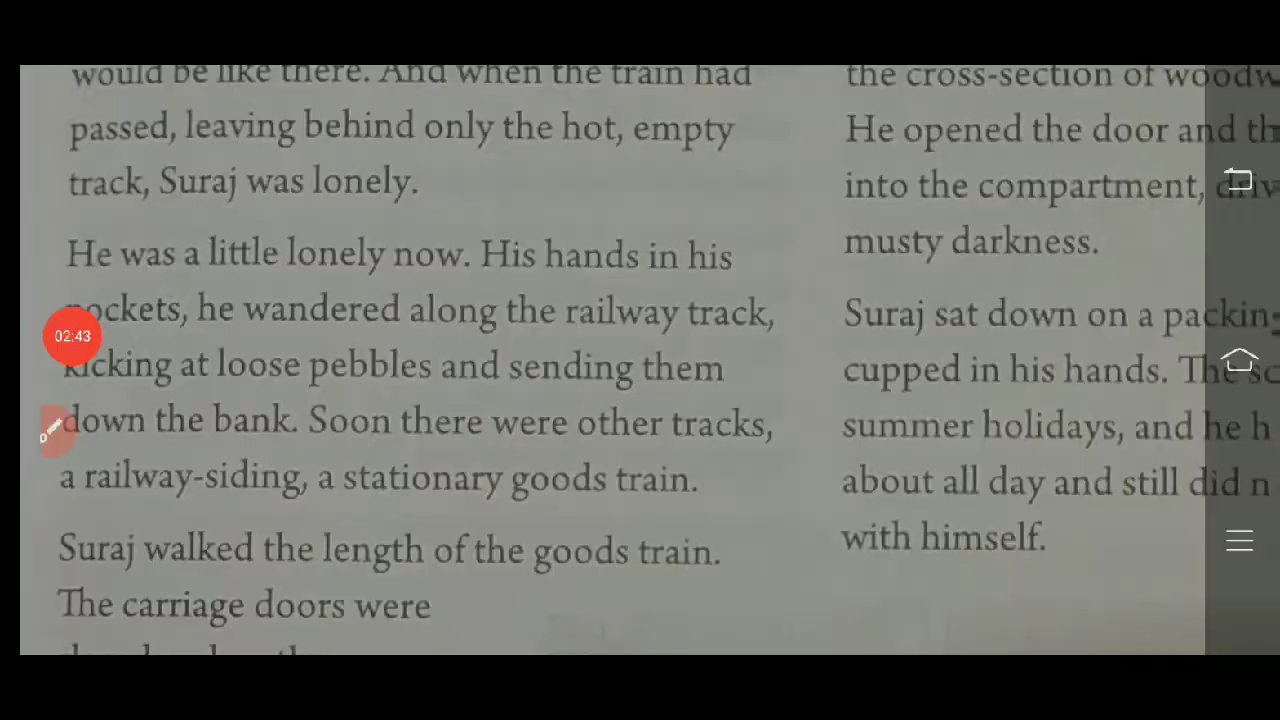 would be like there. And when the train had
passed, leaving behind only the hot, empty
track, Suraj was lonely.
He was a little lonely now. His hands in his
pockets, he wandered along the railway track,
kicking at loose pebbles and sending them
down the bank. Soon there were other tracks,
a railway-siding, a stationary goods train.
Suraj walked the length of the goods train.
The carriage doors were
the cross-section of
He opened the door and
into the compartment,
musty darkness.
Suraj sat down on a
cupped in his hands. The
summer holidays, and he
about all day and still did
with himself.
02:43